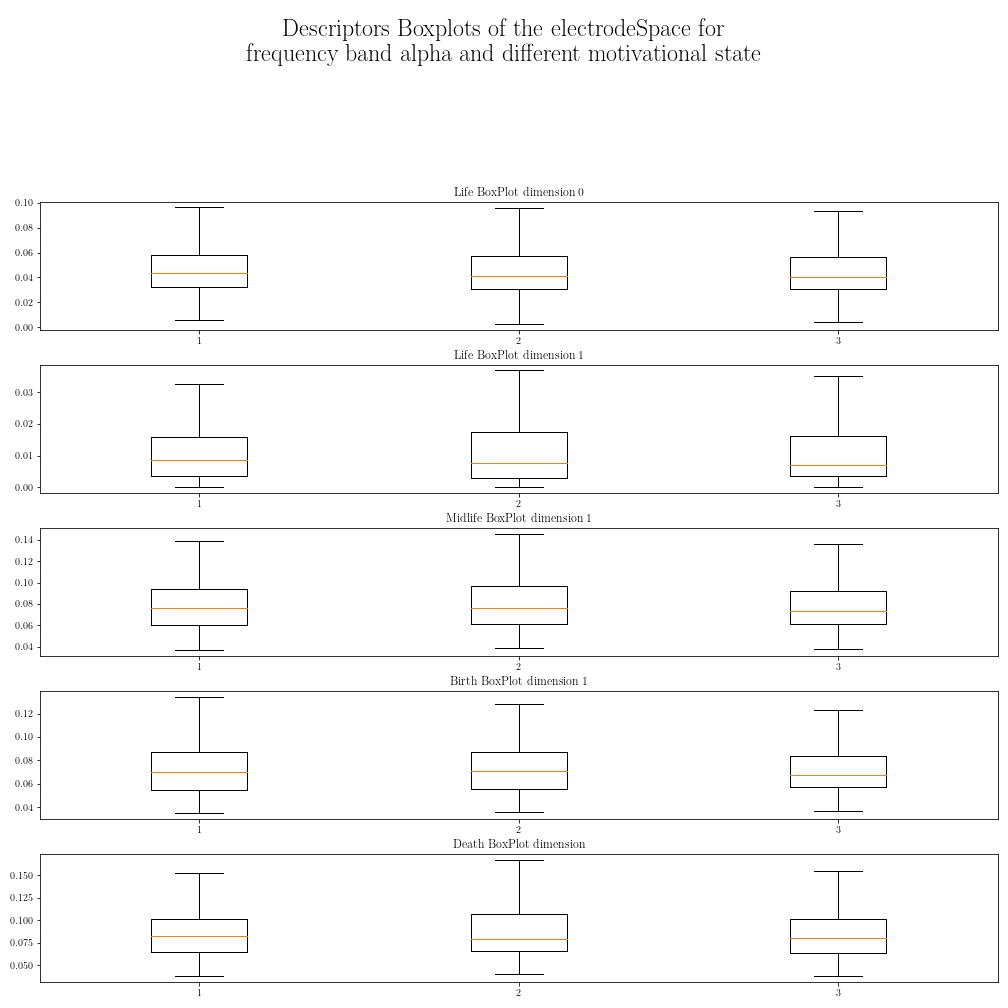 Descriptors Boxplots of the electrodeSpace for
frequency band alpha and different motivational state
Life BoxPlot dimension 0
0.10
0.08
0.06
0.04
0.02
0.00
1 2 3
Life BoxPlot dimension 1
0.03
0.02
0.01
0.00
1 2 3
Midlife BoxPlot dimension 1
0.14
0.12
0.10
0.08
0.06
0.04
1 2 3
Birth BoxPlot dimension 1
0.12
0.10
0.08
0.06
0.04
1 2 3
Death BoxPlot dimension
0.150
0.125
0.100
0.075
0.050
1 2 3